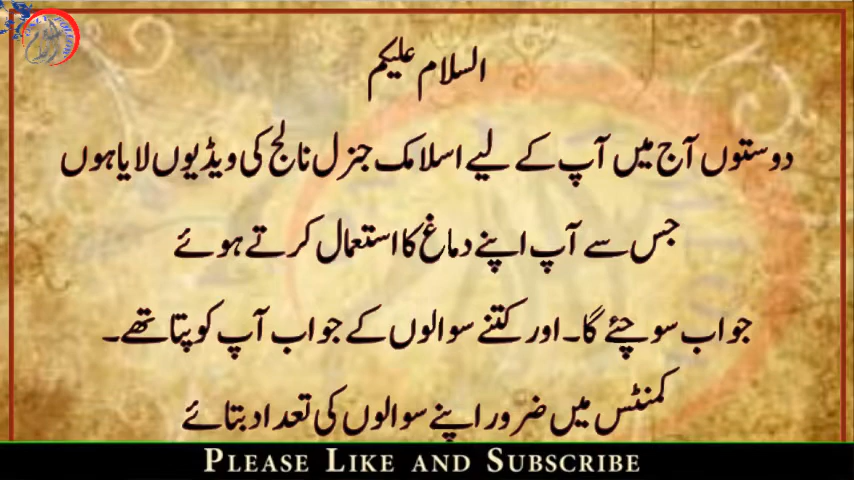 السلام علیکم
دوستوں آج میں آپ کے لیے اسلامک جنرل نالج کی ویڈیوں لایا ہوں
جس سے آپ اپنے دماغ کا استعمال کرتے ہوئے
جواب سوچئے گا۔ اور کتنے سوالوں کے جواب آپ کو پتا تھے۔
کمنٹس میں ضرور اپنے سوالوں کی تعداد بتائے
PLEASE LIKE AND SUBSCRIBE